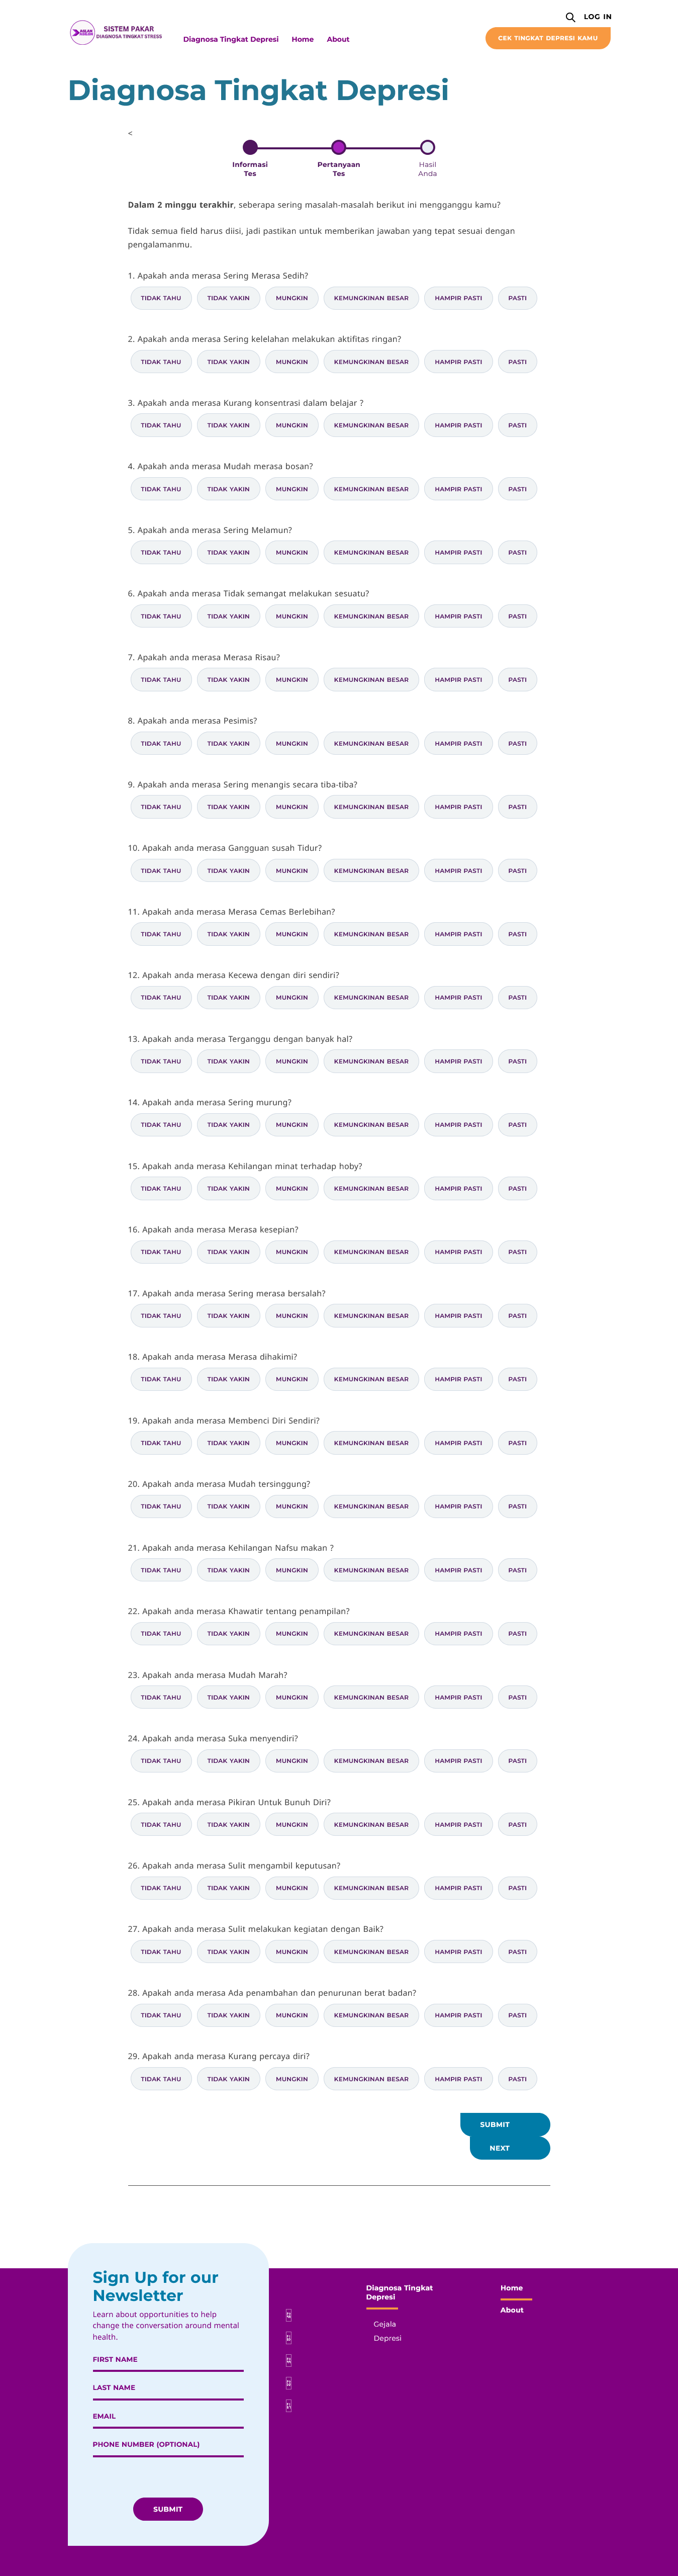 LOG IN
SISTEM PAKAR
DIAGNOSA TINGKAT STRESS
Diagnosa Tingkat Depresi Home About
CEK TINGKAT DEPRESI KAMU
Diagnosa Tingkat Depresi
<
Informasi Tes
Pertanyaan Tes
Hasil Anda
Dalam 2 minggu terakhir, seberapa sering masalah-masalah berikut ini mengganggu kamu?
Tidak semua field harus diisi, jadi pastikan untuk memberikan jawaban yang tepat sesuai dengan
pengalamanmu.
1. Apakah anda merasa Sering Merasa Sedih?
TIDAK TAHU TIDAK YAKIN MUNGKIN KEMUNGKINAN BESAR HAMPIR PASTI PASTI
2. Apakah anda merasa Sering kelelahan melakukan aktifitas ringan?
TIDAK TAHU TIDAK YAKIN MUNGKIN KEMUNGKINAN BESAR HAMPIR PASTI PASTI
3. Apakah anda merasa Kurang konsentrasi dalam belajar ?
TIDAK TAHU TIDAK YAKIN MUNGKIN KEMUNGKINAN BESAR HAMPIR PASTI PASTI
4. Apakah anda merasa Mudah merasa bosan?
TIDAK TAHU TIDAK YAKIN MUNGKIN KEMUNGKINAN BESAR HAMPIR PASTI PASTI
5. Apakah anda merasa Sering Melamun?
TIDAK TAHU TIDAK YAKIN MUNGKIN KEMUNGKINAN BESAR HAMPIR PASTI PASTI
6. Apakah anda merasa Tidak semangat melakukan sesuatu?
TIDAK TAHU TIDAK YAKIN MUNGKIN KEMUNGKINAN BESAR HAMPIR PASTI PASTI
7. Apakah anda merasa Merasa Risau?
TIDAK TAHU TIDAK YAKIN MUNGKIN KEMUNGKINAN BESAR HAMPIR PASTI PASTI
8. Apakah anda merasa Pesimis?
TIDAK TAHU TIDAK YAKIN MUNGKIN KEMUNGKINAN BESAR HAMPIR PASTI PASTI
9. Apakah anda merasa Sering menangis secara tiba-tiba?
TIDAK TAHU TIDAK YAKIN MUNGKIN KEMUNGKINAN BESAR HAMPIR PASTI PASTI
10. Apakah anda merasa Gangguan susah Tidur?
TIDAK TAHU TIDAK YAKIN MUNGKIN KEMUNGKINAN BESAR HAMPIR PASTI PASTI
11. Apakah anda merasa Merasa Cemas Berlebihan?
TIDAK TAHU TIDAK YAKIN MUNGKIN KEMUNGKINAN BESAR HAMPIR PASTI PASTI
12. Apakah anda merasa Kecewa dengan diri sendiri?
TIDAK TAHU TIDAK YAKIN MUNGKIN KEMUNGKINAN BESAR HAMPIR PASTI PASTI
13. Apakah anda merasa Terganggu dengan banyak hal?
TIDAK TAHU TIDAK YAKIN MUNGKIN KEMUNGKINAN BESAR HAMPIR PASTI PASTI
14. Apakah anda merasa Sering murung?
TIDAK TAHU TIDAK YAKIN MUNGKIN KEMUNGKINAN BESAR HAMPIR PASTI PASTI
15. Apakah anda merasa Kehilangan minat terhadap hoby?
TIDAK TAHU TIDAK YAKIN MUNGKIN KEMUNGKINAN BESAR HAMPIR PASTI PASTI
16. Apakah anda merasa Merasa kesepian?
TIDAK TAHU TIDAK YAKIN MUNGKIN KEMUNGKINAN BESAR HAMPIR PASTI PASTI
17. Apakah anda merasa Sering merasa bersalah?
TIDAK TAHU TIDAK YAKIN MUNGKIN KEMUNGKINAN BESAR HAMPIR PASTI PASTI
18. Apakah anda merasa Merasa dihakimi?
TIDAK TAHU TIDAK YAKIN MUNGKIN KEMUNGKINAN BESAR HAMPIR PASTI PASTI
19. Apakah anda merasa Membenci Diri Sendiri?
TIDAK TAHU TIDAK YAKIN MUNGKIN KEMUNGKINAN BESAR HAMPIR PASTI PASTI
20. Apakah anda merasa Mudah tersinggung?
TIDAK TAHU TIDAK YAKIN MUNGKIN KEMUNGKINAN BESAR HAMPIR PASTI PASTI
21. Apakah anda merasa Kehilangan Nafsu makan ?
TIDAK TAHU TIDAK YAKIN MUNGKIN KEMUNGKINAN BESAR HAMPIR PASTI PASTI
22. Apakah anda merasa Khawatir tentang penampilan?
TIDAK TAHU TIDAK YAKIN MUNGKIN KEMUNGKINAN BESAR HAMPIR PASTI PASTI
23. Apakah anda merasa Mudah Marah?
TIDAK TAHU TIDAK YAKIN MUNGKIN KEMUNGKINAN BESAR HAMPIR PASTI PASTI
24. Apakah anda merasa Suka menyendiri?
TIDAK TAHU TIDAK YAKIN MUNGKIN KEMUNGKINAN BESAR HAMPIR PASTI PASTI
25. Apakah anda merasa Pikiran Untuk Bunuh Diri?
TIDAK TAHU TIDAK YAKIN MUNGKIN KEMUNGKINAN BESAR HAMPIR PASTI PASTI
26. Apakah anda merasa Sulit mengambil keputusan?
TIDAK TAHU TIDAK YAKIN MUNGKIN KEMUNGKINAN BESAR HAMPIR PASTI PASTI
27. Apakah anda merasa Sulit melakukan kegiatan dengan Baik?
TIDAK TAHU TIDAK YAKIN MUNGKIN KEMUNGKINAN BESAR HAMPIR PASTI PASTI
28. Apakah anda merasa Ada penambahan dan penurunan berat badan?
TIDAK TAHU TIDAK YAKIN MUNGKIN KEMUNGKINAN BESAR HAMPIR PASTI PASTI
29. Apakah anda merasa Kurang percaya diri?
TIDAK TAHU TIDAK YAKIN MUNGKIN KEMUNGKINAN BESAR HAMPIR PASTI PASTI
SUBMIT
NEXT
Sign Up for our
Newsletter
Learn about opportunities to help
change the conversation around mental
health.
FIRST NAME
LAST NAME
EMAIL
PHONE NUMBER (OPTIONAL)
SUBMIT
Diagnosa Tingkat
Depresi
Gejala
Depresi
Home
About